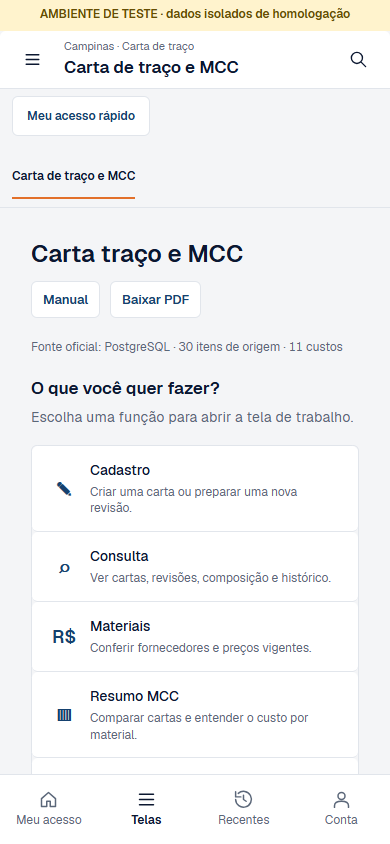 AMBIENTE DE TESTE · dados isolados de homologação
Campinas · Carta de traço
Carta de traço e MCC
Meu acesso rápido
Carta de traço e MCC
Carta traço e MCC
Manual
Baixar PDF
Fonte oficial: PostgreSQL · 30 itens de origem · 11 custos
O que você quer fazer?
Escolha uma função para abrir a tela de trabalho.
Cadastro
Criar uma carta ou preparar uma nova
revisão.
Consulta
Ver cartas, revisões, composição e histórico.
R$
Materiais
Conferir fornecedores e preços vigentes.
Resumo MCC
Comparar cartas e entender o custo por
material.
Meu acesso
Telas
Recentes
Conta